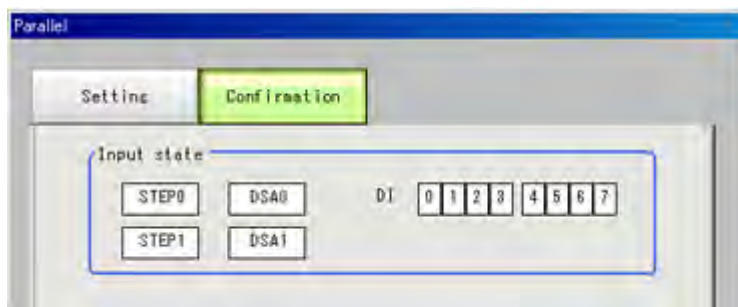 Parallel
Setting Confirmation
Input state
STEP0 DSA0 DI 0 1 2 3 4 5 6 7
STEP1 DSA1